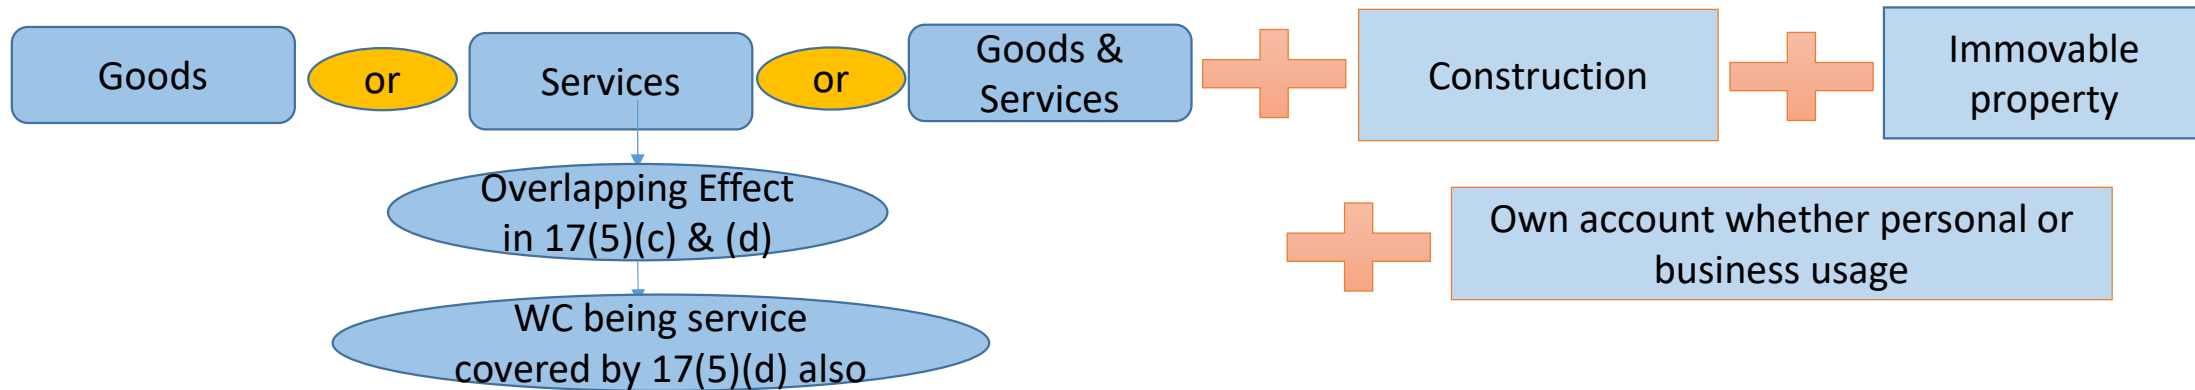 Goods
or
Services
or
Goods &
Services
Construction
Immovable
property
Overlapping Effect
in 17(5)(c) & (d)
Own account whether personal or
business usage
WC being service
covered by 17(5)(d) also